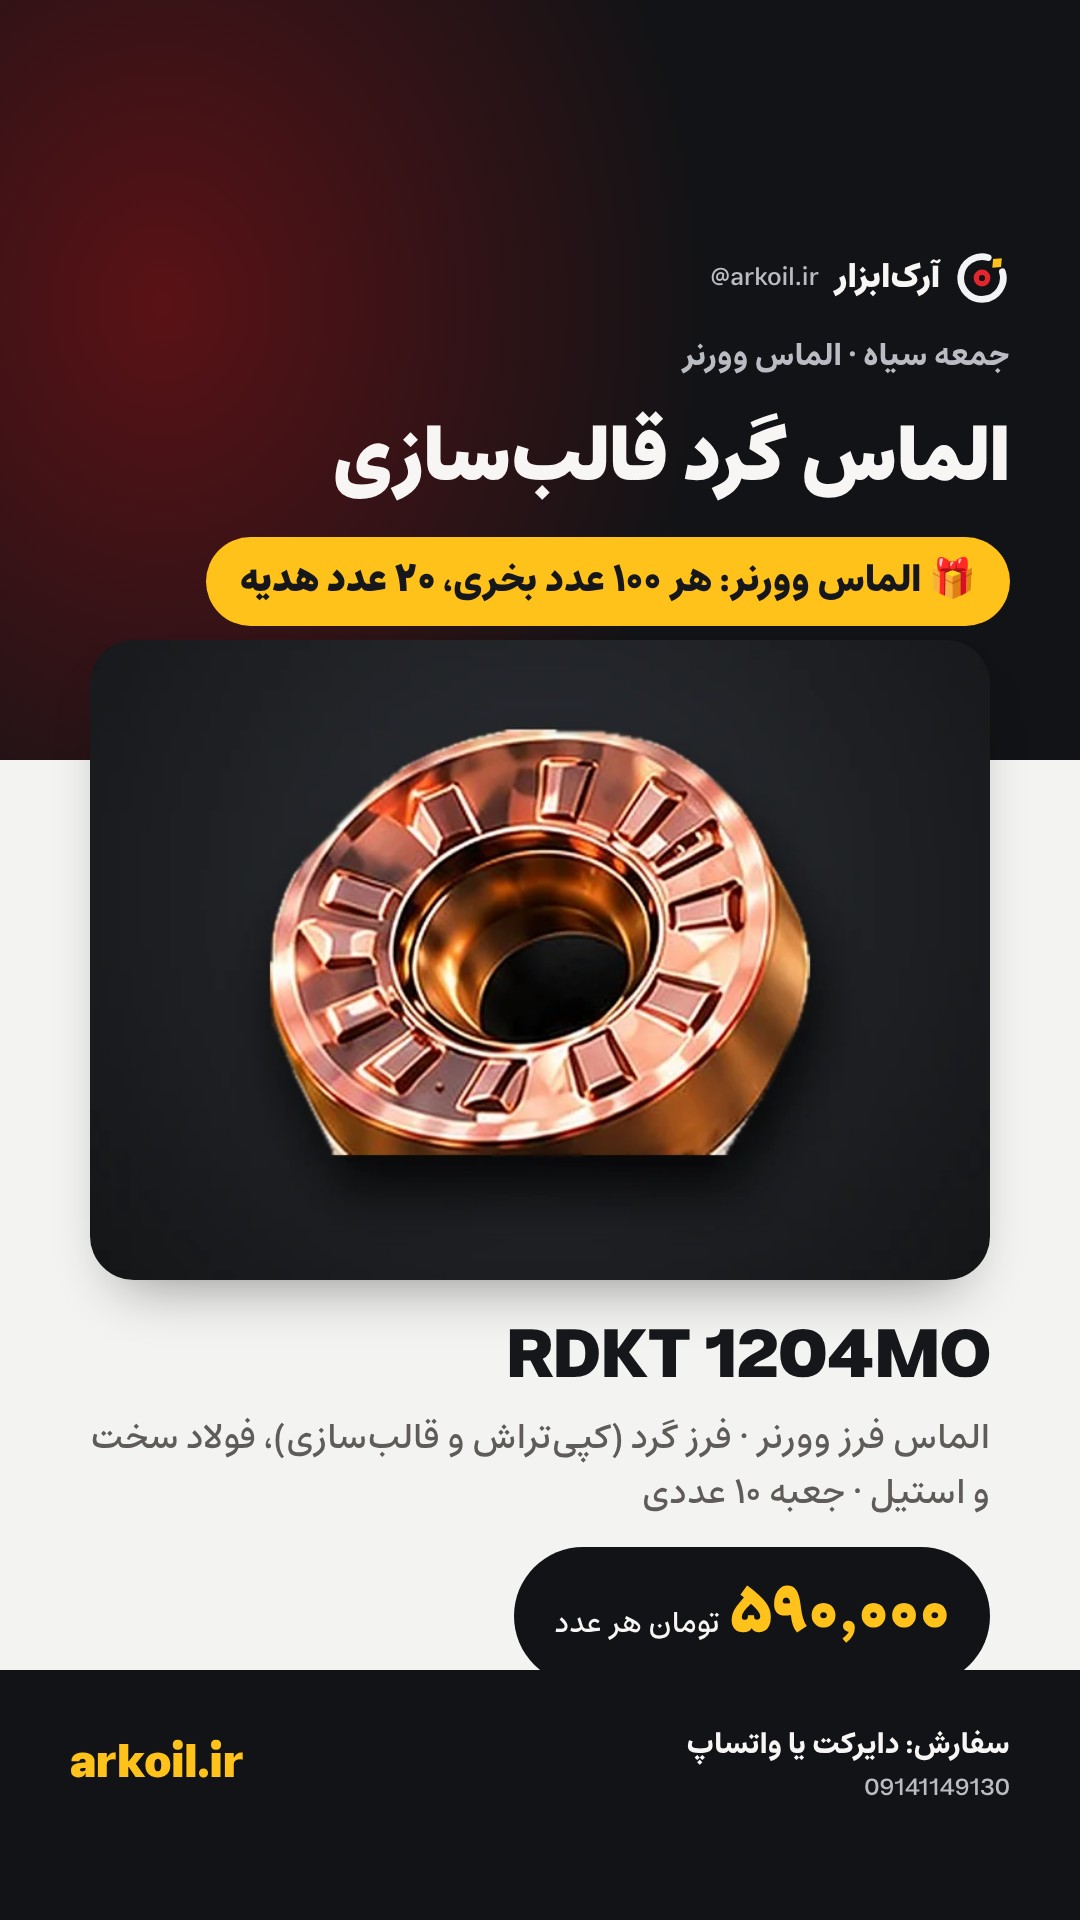 آرک‌ابزار @arkoil.ir
جمعه سیاه · الماس وورنر
الماس گرد قالب‌سازی
🎁 الماس وورنر: هر ۱۰۰ عدد بخری، ۲۰ عدد هدیه
RDKT 1204MO
الماس فرز وورنر · فرز گرد (کپی‌تراش و قالب‌سازی)، فولاد سخت
و استیل · جعبه ۱۰ عددی
۵۹۰,۰۰۰ تومان هر عدد
سفارش: دایرکت یا واتساپ
09141149130
arkoil.ir